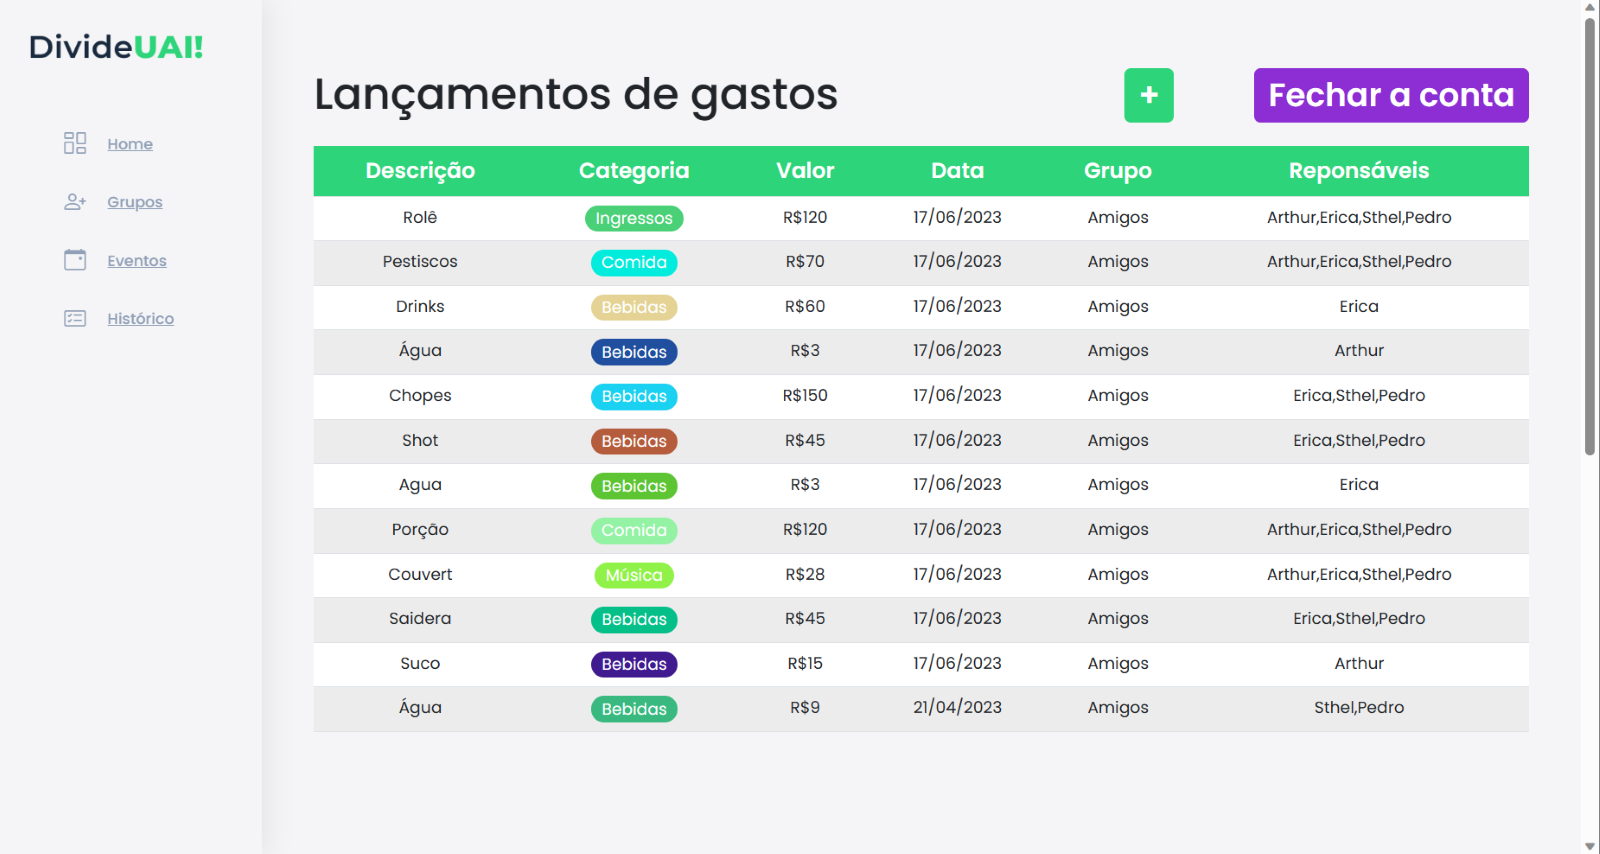 DivideUAI!
Home
Grupos
Eventos
Histórico
Lançamentos de gastos + Fechar a conta
Descrição Categoria Valor Data Grupo Reponsáveis
Rolê Ingressos R$120 17/06/2023 Amigos Arthur,Erica,Sthel,Pedro
Pestiscos Comida R$70 17/06/2023 Amigos Arthur,Erica,Sthel,Pedro
Drinks Bebidas R$60 17/06/2023 Amigos Erica
Água Bebidas R$3 17/06/2023 Amigos Arthur
Chopes Bebidas R$150 17/06/2023 Amigos Erica,Sthel,Pedro
Shot Bebidas R$45 17/06/2023 Amigos Erica,Sthel,Pedro
Agua Bebidas R$3 17/06/2023 Amigos Erica
Porção Comida R$120 17/06/2023 Amigos Arthur,Erica,Sthel,Pedro
Couvert Música R$28 17/06/2023 Amigos Arthur,Erica,Sthel,Pedro
Saidera Bebidas R$45 17/06/2023 Amigos Erica,Sthel,Pedro
Suco Bebidas R$15 17/06/2023 Amigos Arthur
Água Bebidas R$9 21/04/2023 Amigos Sthel,Pedro